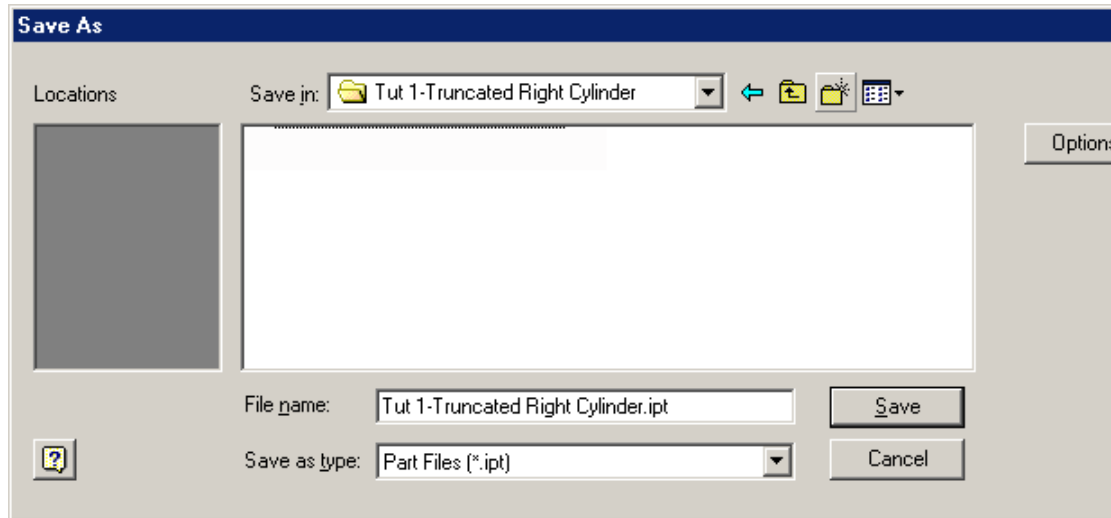 Save As
Locations
Save in: Tut 1-Truncated Right Cylinder
Options
File name: Tut 1-Truncated Right Cylinder.ipt
Save
Save as type: Part Files (*.ipt)
Cancel